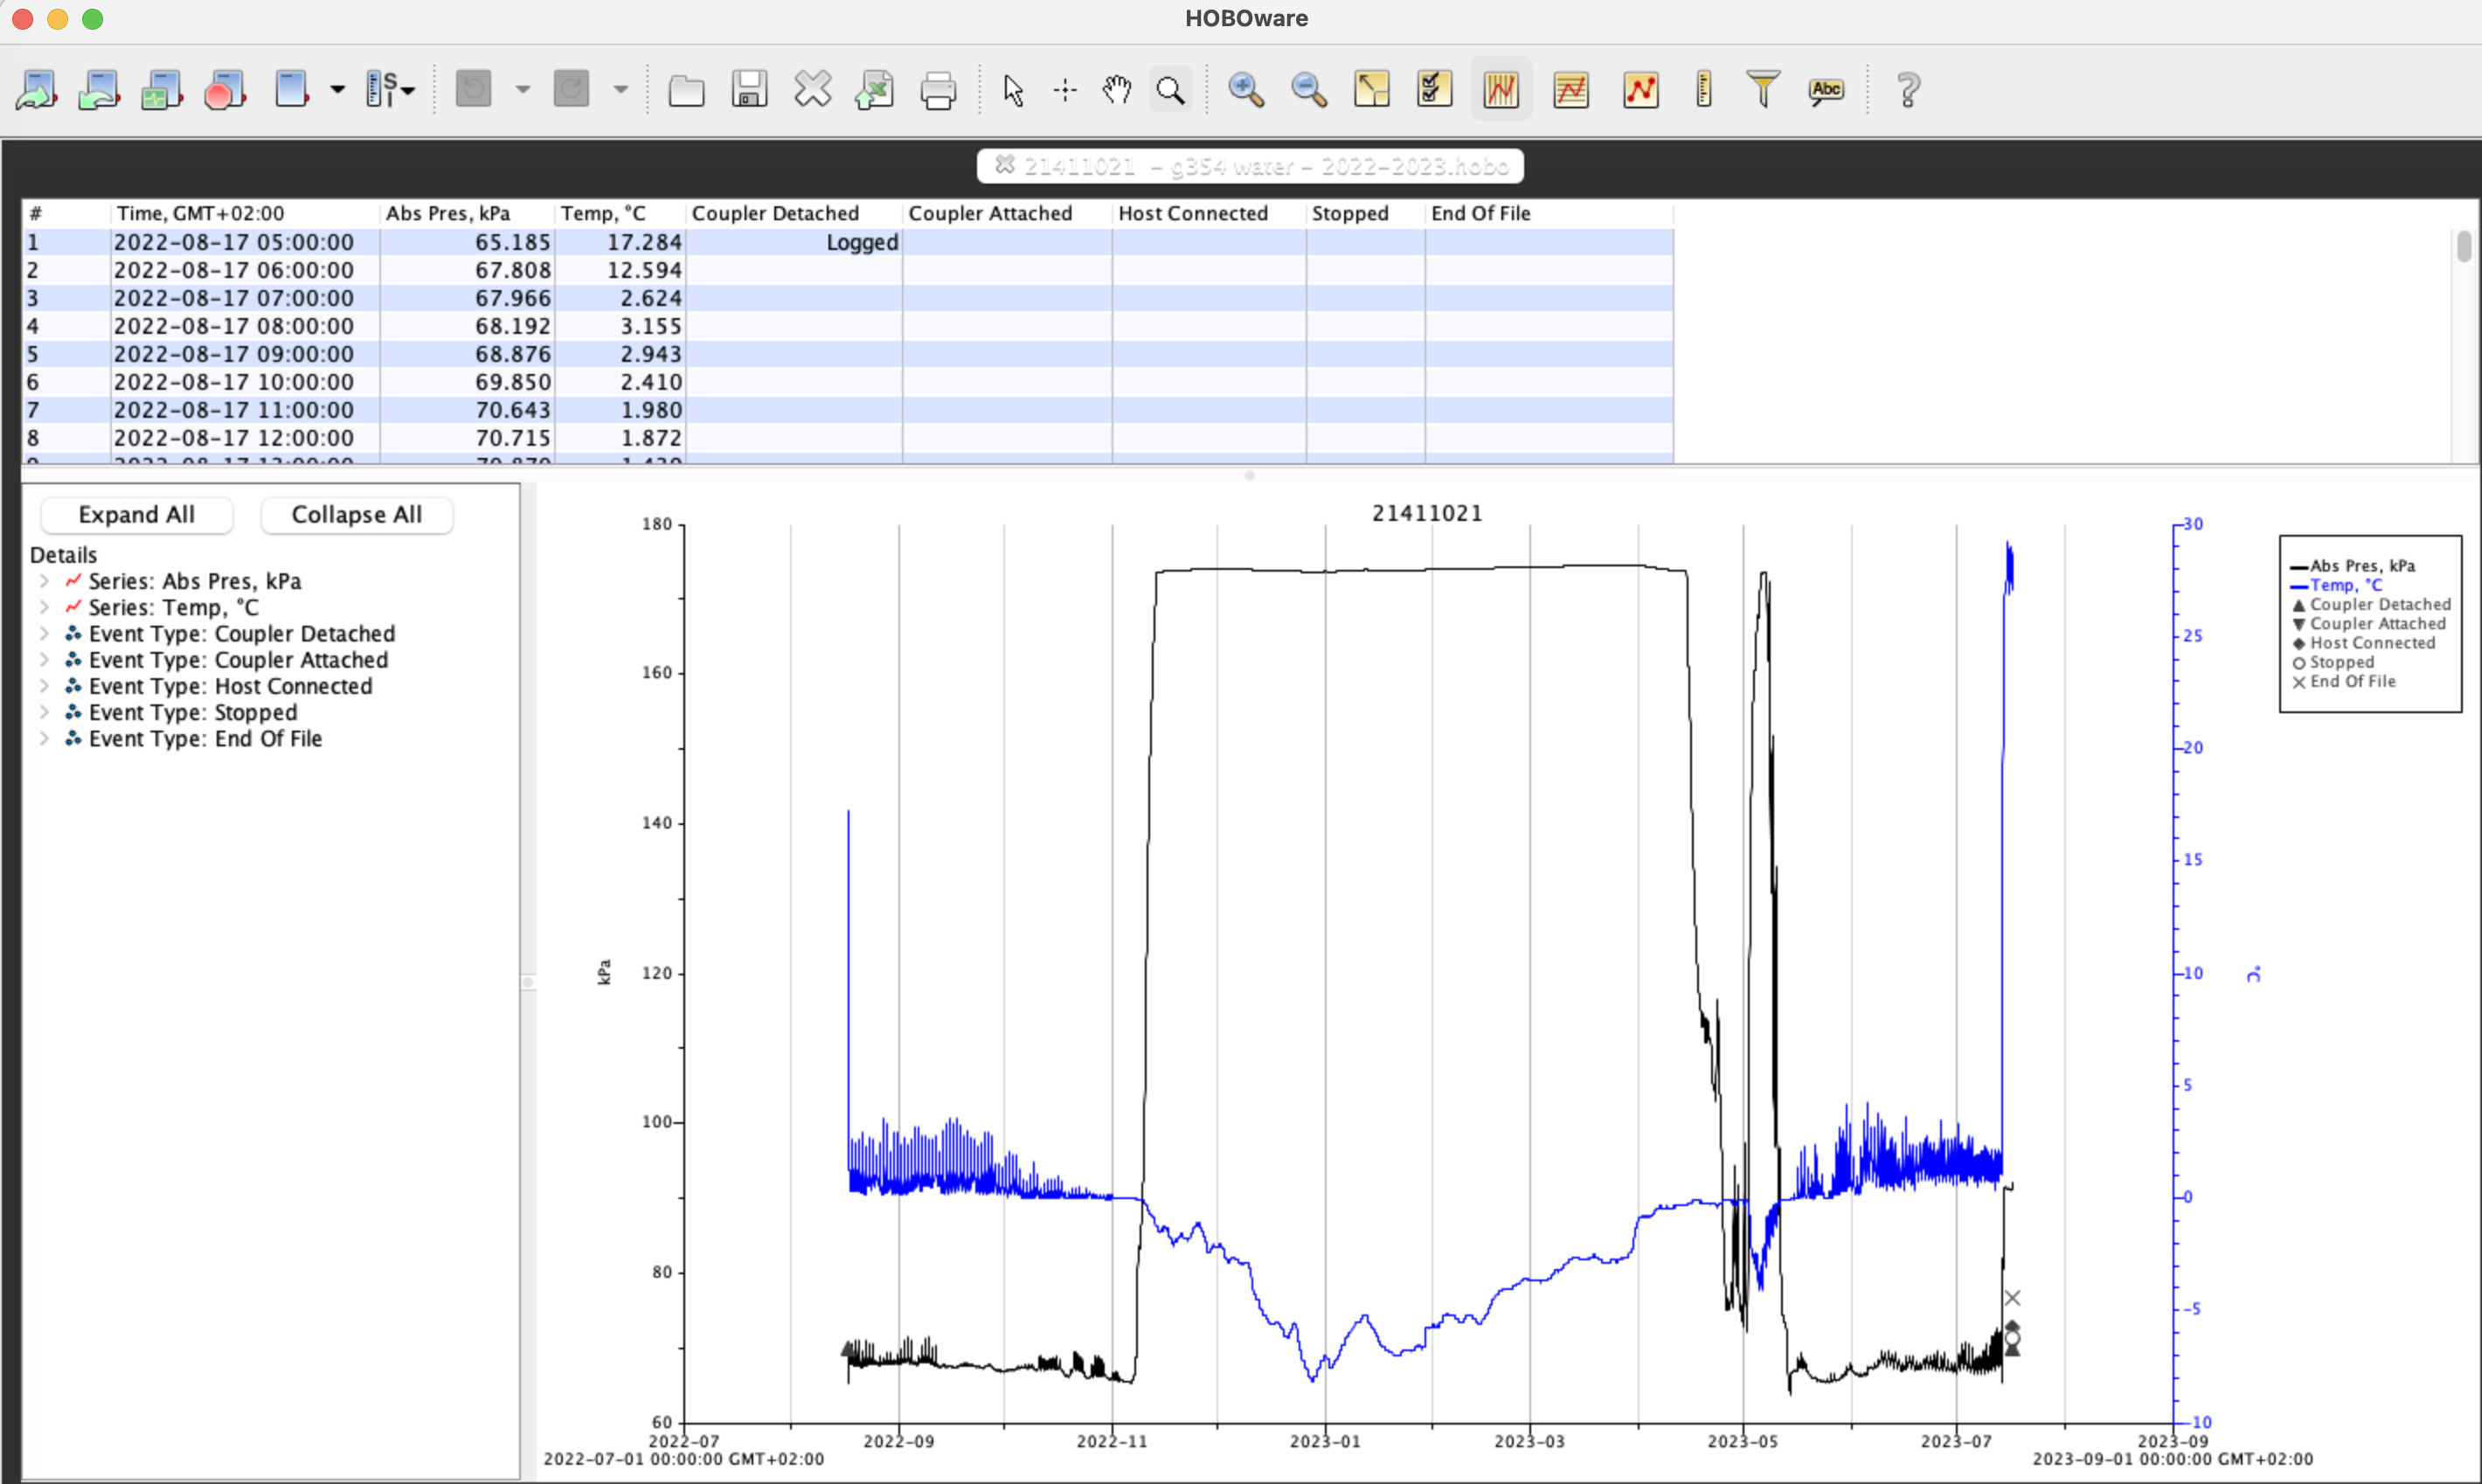 HOBOware
S
I
Abc
?
21411021 – g354 water – 2022–2023.hobo
# Time, GMT+02:00 Abs Pres, kPa Temp, °C Coupler Detached Coupler Attached Host Connected Stopped End Of File
1 2022-08-17 05:00:00 65.185 17.284 Logged
2 2022-08-17 06:00:00 67.808 12.594
3 2022-08-17 07:00:00 67.966 2.624
4 2022-08-17 08:00:00 68.192 3.155
5 2022-08-17 09:00:00 68.876 2.943
6 2022-08-17 10:00:00 69.850 2.410
7 2022-08-17 11:00:00 70.643 1.980
8 2022-08-17 12:00:00 70.715 1.872
Expand All Collapse All
Details
Series: Abs Pres, kPa
Series: Temp, °C
Event Type: Coupler Detached
Event Type: Coupler Attached
Event Type: Host Connected
Event Type: Stopped
Event Type: End Of File
21411021
180
160
140
120
100
80
60
kPa
30
25
20
15
10
5
0
-5
-10
°C
2022-07 2022-09 2022-11 2023-01 2023-03 2023-05 2023-07 2023-09
2022-07-01 00:00:00 GMT+02:00 2023-09-01 00:00:00 GMT+02:00
Abs Pres, kPa
Temp, °C
Coupler Detached
Coupler Attached
Host Connected
Stopped
End Of File